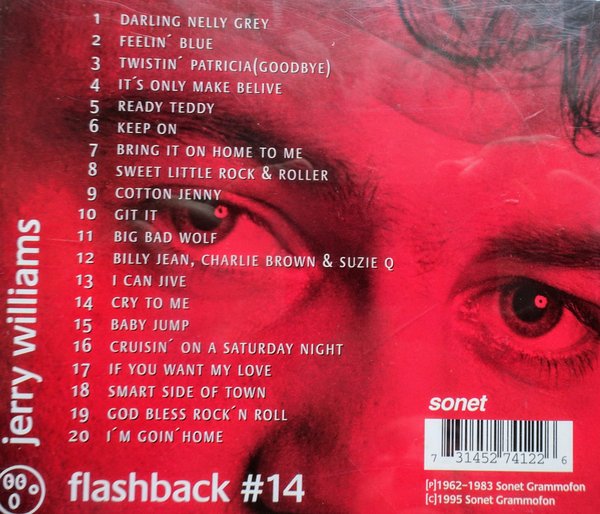 1 DARLING NELLY GREY
2 FEELIN´ BLUE
3 TWISTIN´ PATRICIA(GOODBYE)
4 IT´S ONLY MAKE BELIVE
5 READY TEDDY
6 KEEP ON
7 BRING IT ON HOME TO ME
8 SWEET LITTLE ROCK & ROLLER
9 COTTON JENNY
10 GIT IT
11 BIG BAD WOLF
12 BILLY JEAN, CHARLIE BROWN & SUZIE Q
13 I CAN JIVE
14 CRY TO ME
15 BABY JUMP
16 CRUISIN´ ON A SATURDAY NIGHT
17 IF YOU WANT MY LOVE
18 SMART SIDE OF TOWN
19 GOD BLESS ROCK´N ROLL
20 I´M GOIN´HOME
jerry williams
flashback #14
sonet
7 31452 74122 6
[P]1962–1983 Sonet Grammofon
[C]1995 Sonet Grammofon